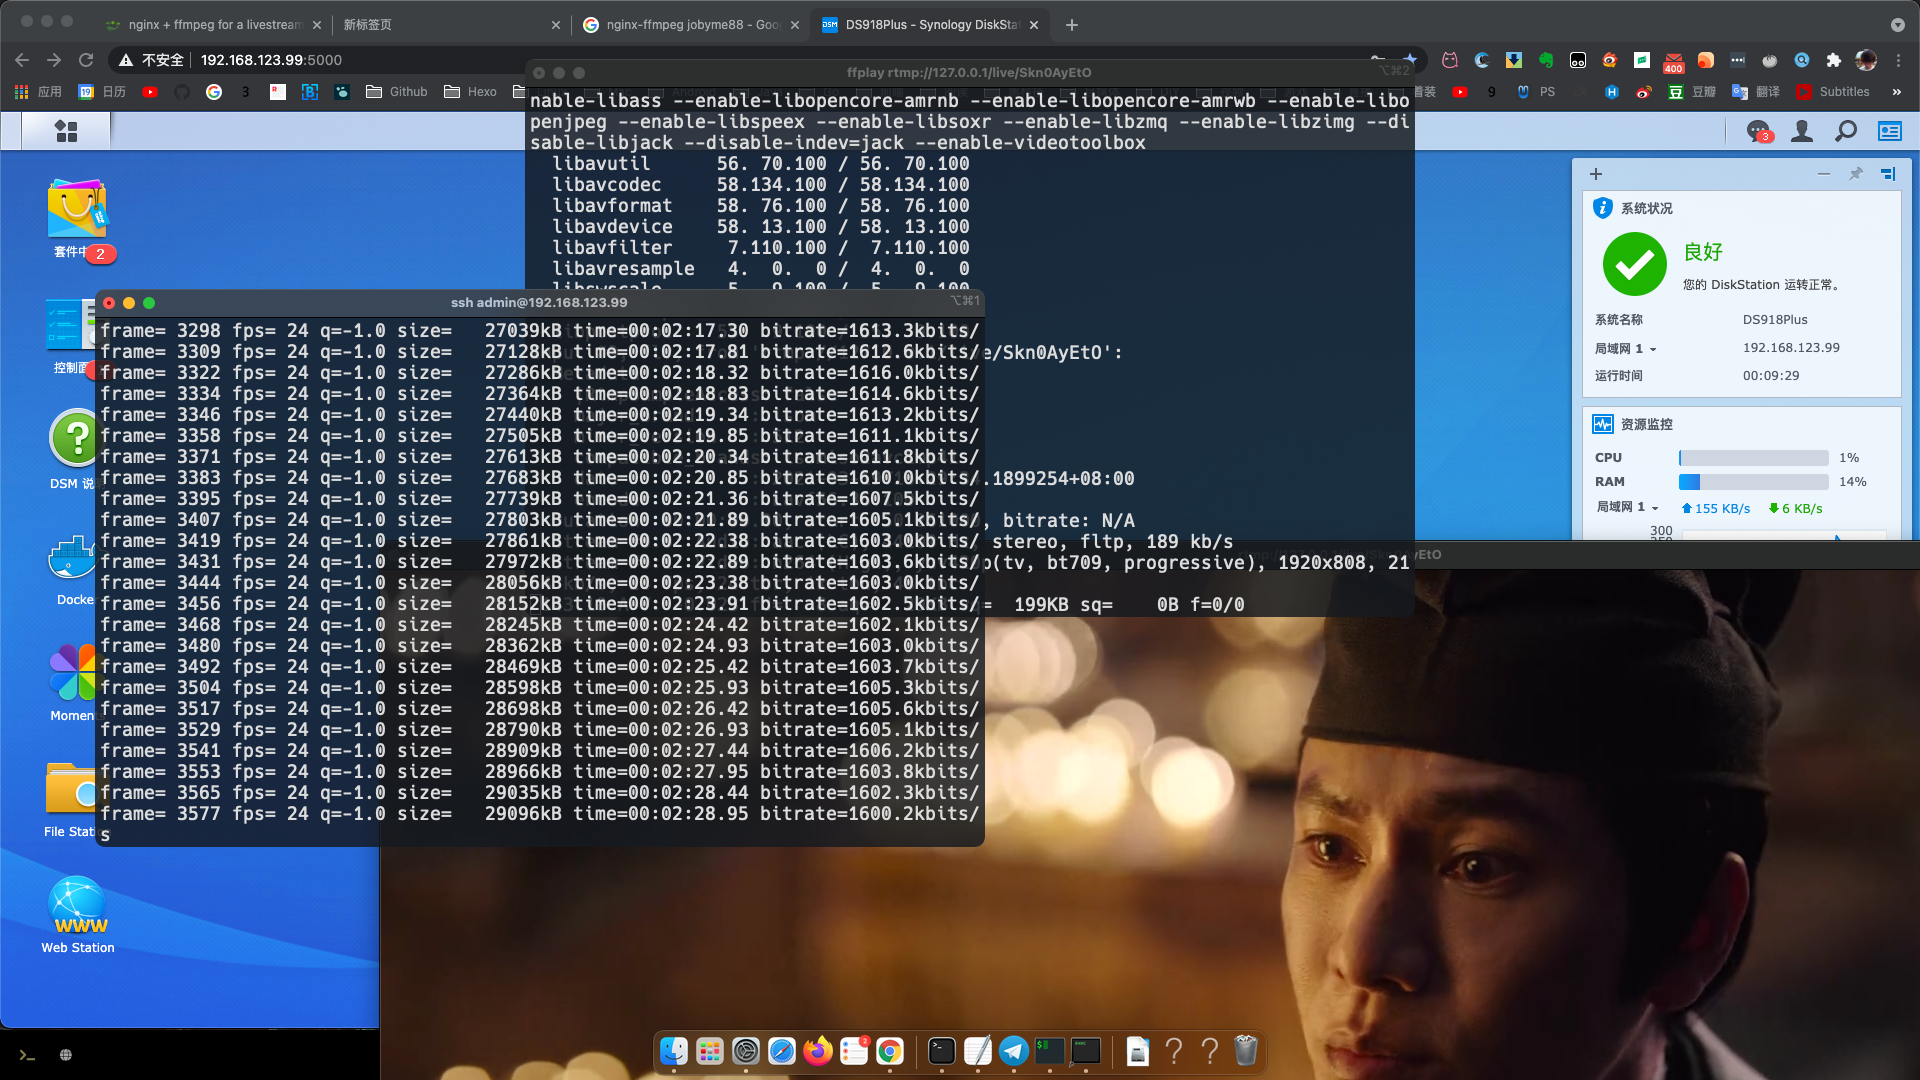 nginx + ffmpeg for a livestream
新标签页
nginx-ffmpeg jobyme88 - Goo
DS918Plus - Synology DiskSta
不安全
192.168.123.99:5000
应用
日历
3
Github
Hexo
着装
9
PS
豆瓣
翻译
Subtitles
»
400
ffplay rtmp://127.0.0.1/live/Skn0AyEtO
⌥⌘2
nable-libass --enable-libopencore-amrnb --enable-libopencore-amrwb --enable-libo
penjpeg --enable-libspeex --enable-libsoxr --enable-libzmq --enable-libzimg --di
sable-libjack --disable-indev=jack --enable-videotoolbox
libavutil 56. 70.100 / 56. 70.100
libavcodec 58.134.100 / 58.134.100
libavformat 58. 76.100 / 58. 76.100
libavdevice 58. 13.100 / 58. 13.100
libavfilter 7.110.100 / 7.110.100
libavresample 4. 0. 0 / 4. 0. 0
e/Skn0AyEtO':
.1899254+08:00
, bitrate: N/A
, stereo, fltp, 189 kb/s
p(tv, bt709, progressive), 1920x808, 21
= 199KB sq= 0B f=0/0
ssh admin@192.168.123.99
⌥⌘1
frame= 3298 fps= 24 q=-1.0 size= 27039kB time=00:02:17.30 bitrate=1613.3kbits/
frame= 3309 fps= 24 q=-1.0 size= 27128kB time=00:02:17.81 bitrate=1612.6kbits/
frame= 3322 fps= 24 q=-1.0 size= 27286kB time=00:02:18.32 bitrate=1616.0kbits/
frame= 3334 fps= 24 q=-1.0 size= 27364kB time=00:02:18.83 bitrate=1614.6kbits/
frame= 3346 fps= 24 q=-1.0 size= 27440kB time=00:02:19.34 bitrate=1613.2kbits/
frame= 3358 fps= 24 q=-1.0 size= 27505kB time=00:02:19.85 bitrate=1611.1kbits/
frame= 3371 fps= 24 q=-1.0 size= 27613kB time=00:02:20.34 bitrate=1611.8kbits/
frame= 3383 fps= 24 q=-1.0 size= 27683kB time=00:02:20.85 bitrate=1610.0kbits/
frame= 3395 fps= 24 q=-1.0 size= 27739kB time=00:02:21.36 bitrate=1607.5kbits/
frame= 3407 fps= 24 q=-1.0 size= 27803kB time=00:02:21.89 bitrate=1605.1kbits/
frame= 3419 fps= 24 q=-1.0 size= 27861kB time=00:02:22.38 bitrate=1603.0kbits/
frame= 3431 fps= 24 q=-1.0 size= 27972kB time=00:02:22.89 bitrate=1603.6kbits/
frame= 3444 fps= 24 q=-1.0 size= 28056kB time=00:02:23.38 bitrate=1603.0kbits/
frame= 3456 fps= 24 q=-1.0 size= 28152kB time=00:02:23.91 bitrate=1602.5kbits/
frame= 3468 fps= 24 q=-1.0 size= 28245kB time=00:02:24.42 bitrate=1602.1kbits/
frame= 3480 fps= 24 q=-1.0 size= 28362kB time=00:02:24.93 bitrate=1603.0kbits/
frame= 3492 fps= 24 q=-1.0 size= 28469kB time=00:02:25.42 bitrate=1603.7kbits/
frame= 3504 fps= 24 q=-1.0 size= 28598kB time=00:02:25.93 bitrate=1605.3kbits/
frame= 3517 fps= 24 q=-1.0 size= 28698kB time=00:02:26.42 bitrate=1605.6kbits/
frame= 3529 fps= 24 q=-1.0 size= 28790kB time=00:02:26.93 bitrate=1605.1kbits/
frame= 3541 fps= 24 q=-1.0 size= 28909kB time=00:02:27.44 bitrate=1606.2kbits/
frame= 3553 fps= 24 q=-1.0 size= 28966kB time=00:02:27.95 bitrate=1603.8kbits/
frame= 3565 fps= 24 q=-1.0 size= 29035kB time=00:02:28.44 bitrate=1602.3kbits/
frame= 3577 fps= 24 q=-1.0 size= 29096kB time=00:02:28.95 bitrate=1600.2kbits/
s
套件中
2
控制面
DSM 说
Docke
Moment
File Stati
WWW
Web Station
3
系统状况
良好
您的 DiskStation 运转正常。
系统名称 DS918Plus
局域网 1 192.168.123.99
运行时间 00:09:29
资源监控
CPU 1%
RAM 14%
局域网 1 155 KB/s 6 KB/s
300